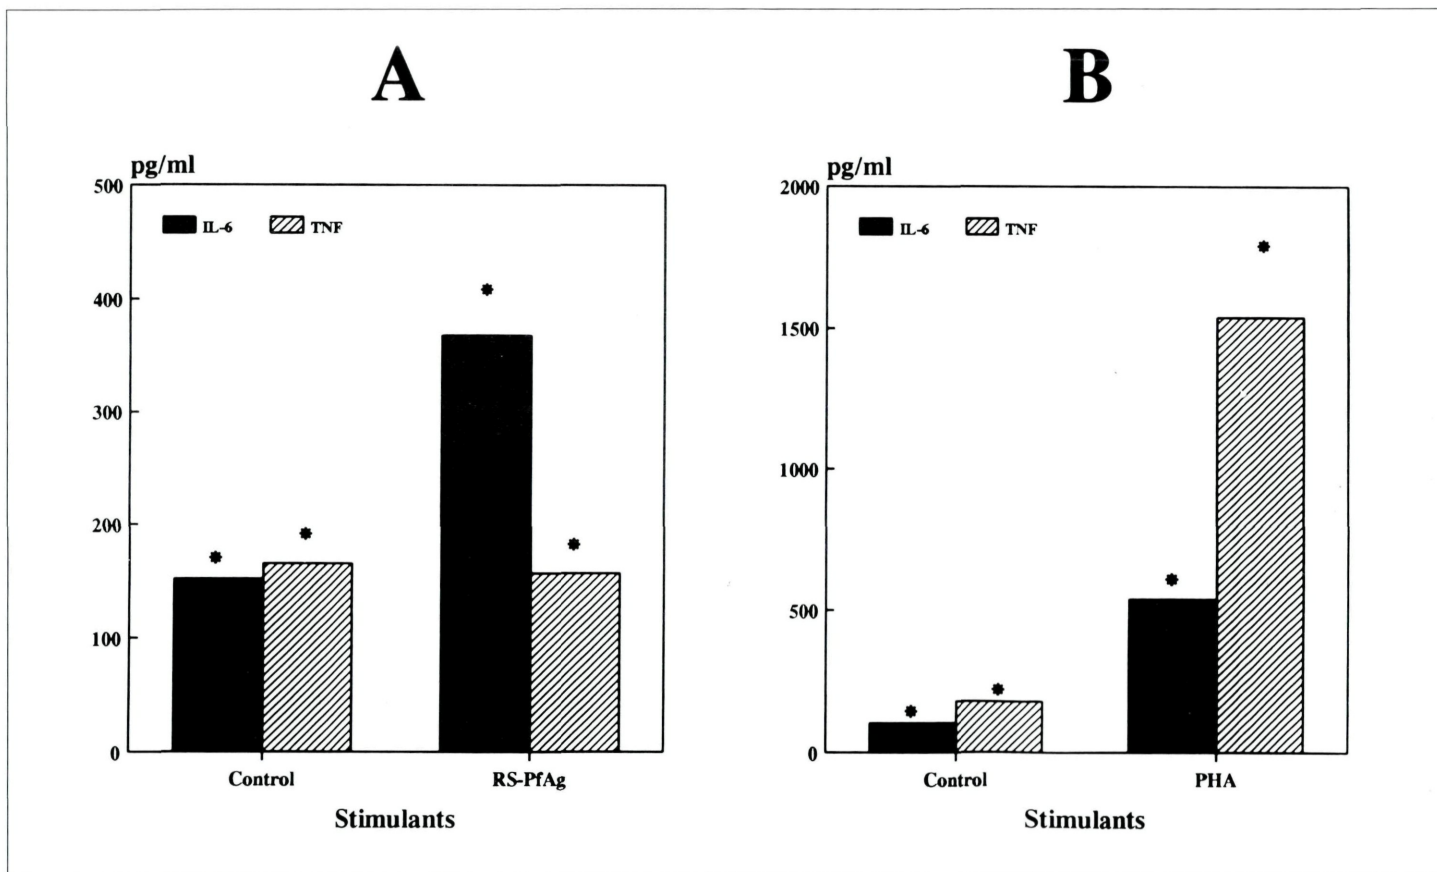 A
pg/ml
500
400
300
200
100
0
IL-6 TNF
* * * *
Control RS-PfAg
Stimulants
B
pg/ml
2000
1500
1000
500
0
IL-6 TNF
* * * *
Control PHA
Stimulants